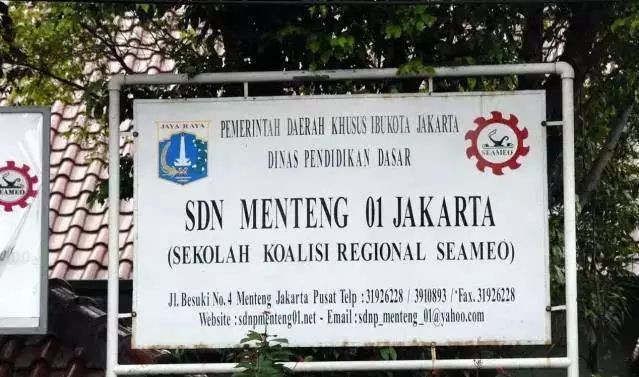 JAYA RAYA
PEMERINTAH DAERAH KHUSUS IBUKOTA JAKARTA
DINAS PENDIDIKAN DASAR
SEAMEO
SDN MENTENG 01 JAKARTA
(SEKOLAH KOALISI REGIONAL SEAMEO)
Jl. Besuki No. 4 Menteng Jakarta Pusat Telp : 31926228 / 3910893 / Fax. 31926228
Website : sdnpmenteng01.net - Email : sdnp_menteng_01@yahoo.com
SEAMEO